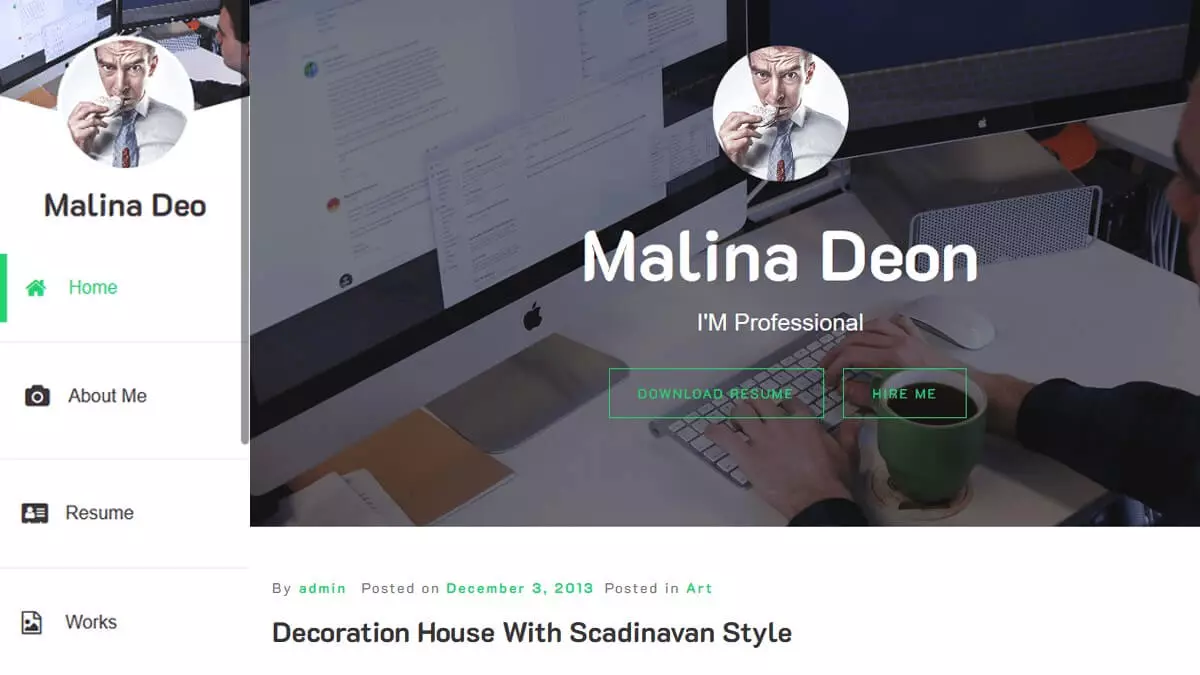 Malina Deo
Home
About Me
Resume
Works
Malina Deon
I'M Professional
DOWNLOAD RESUME
HIRE ME
By admin Posted on December 3, 2013 Posted in Art
Decoration House With Scadinavan Style